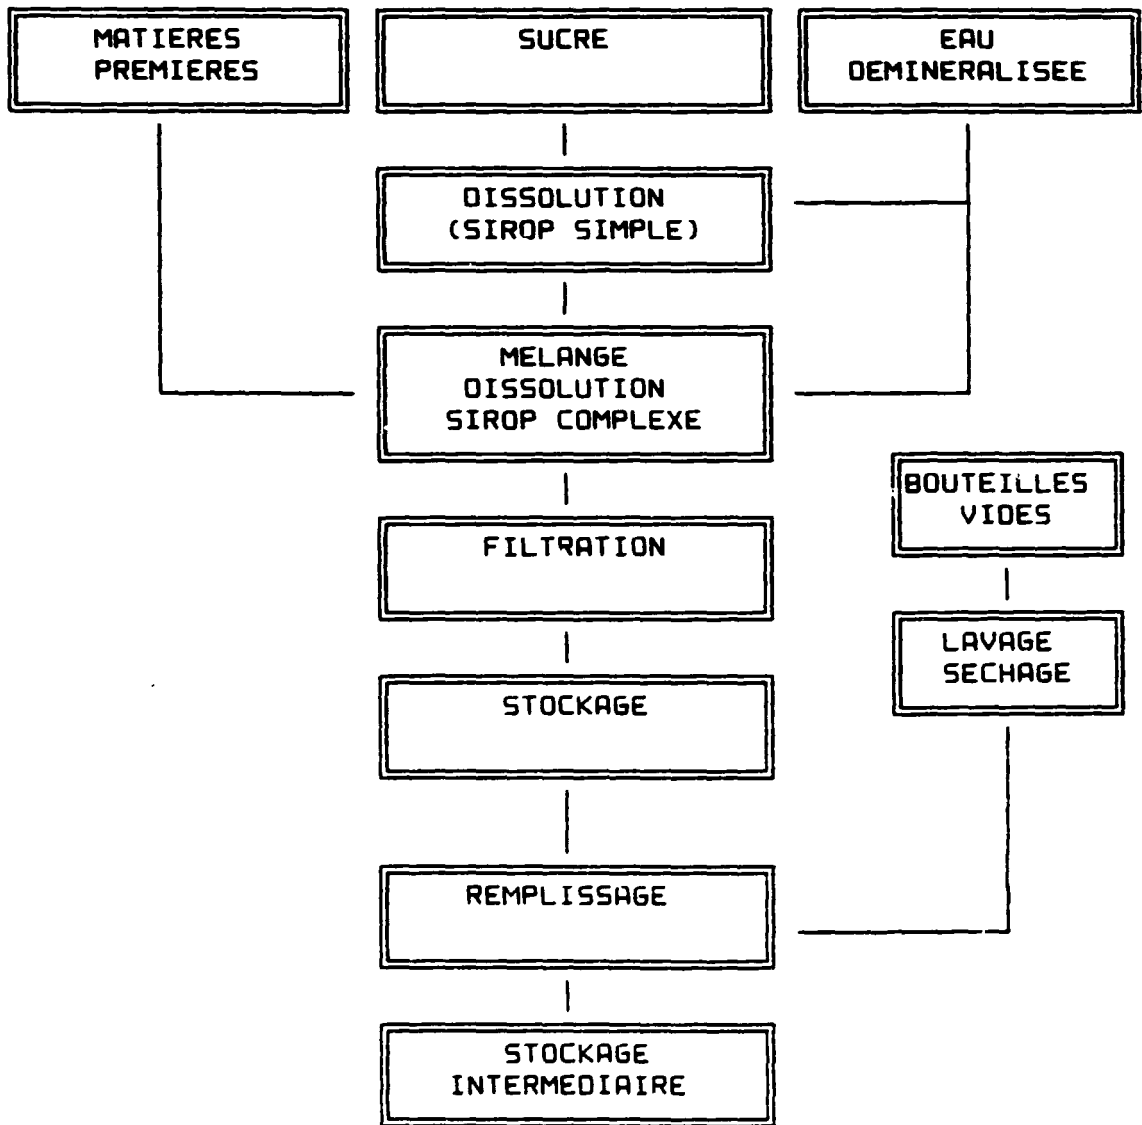 MATIERES
PREMIERES
SUCRE
EAU
DEMINERALISEE
DISSOLUTION
(SIROP SIMPLE)
MELANGE
DISSOLUTION
SIROP COMPLEXE
BOUTEILLES
VIDES
FILTRATION
LAVAGE
SECHAGE
STOCKAGE
REMPLISSAGE
STOCKAGE
INTERMEDIAIRE